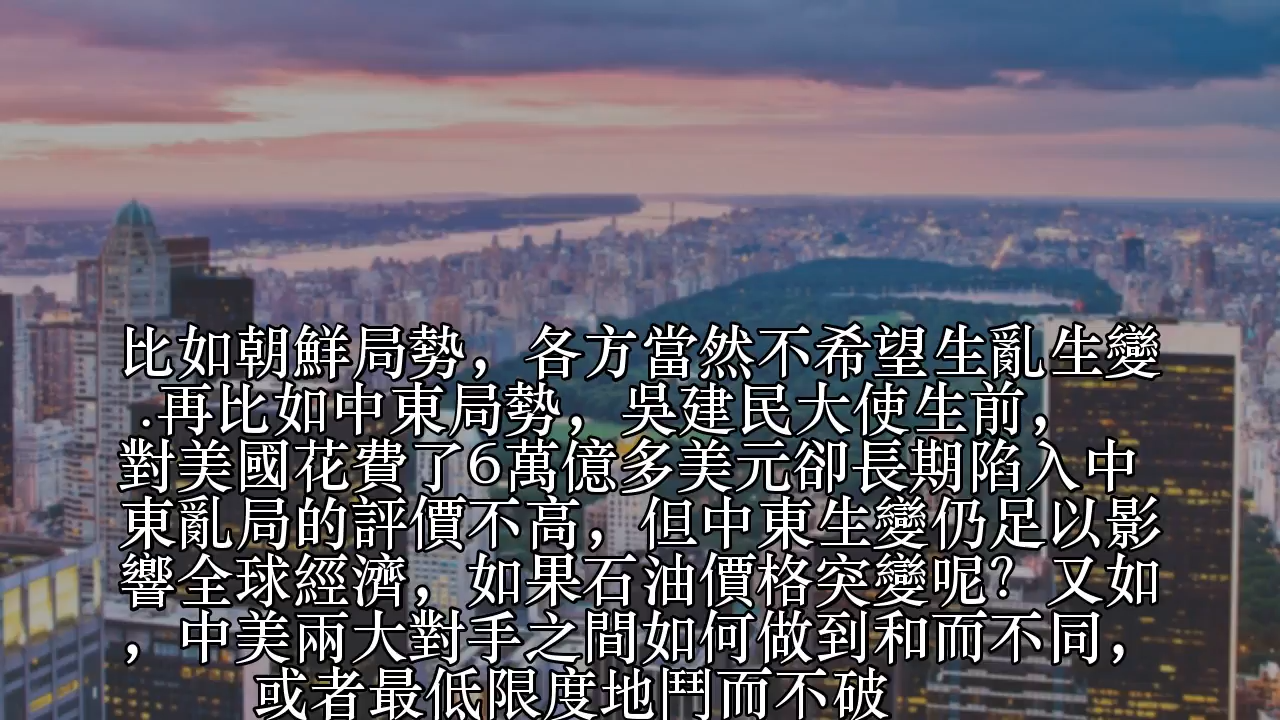 比如朝鮮局勢，各方當然不希望生亂生變
.再比如中東局勢，吳建民大使生前，
對美國花費了6萬億多美元卻長期陷入中
東亂局的評價不高，但中東生變仍足以影
響全球經濟，如果石油價格突變呢？又如
，中美兩大對手之間如何做到和而不同，
或者最低限度地鬥而不破